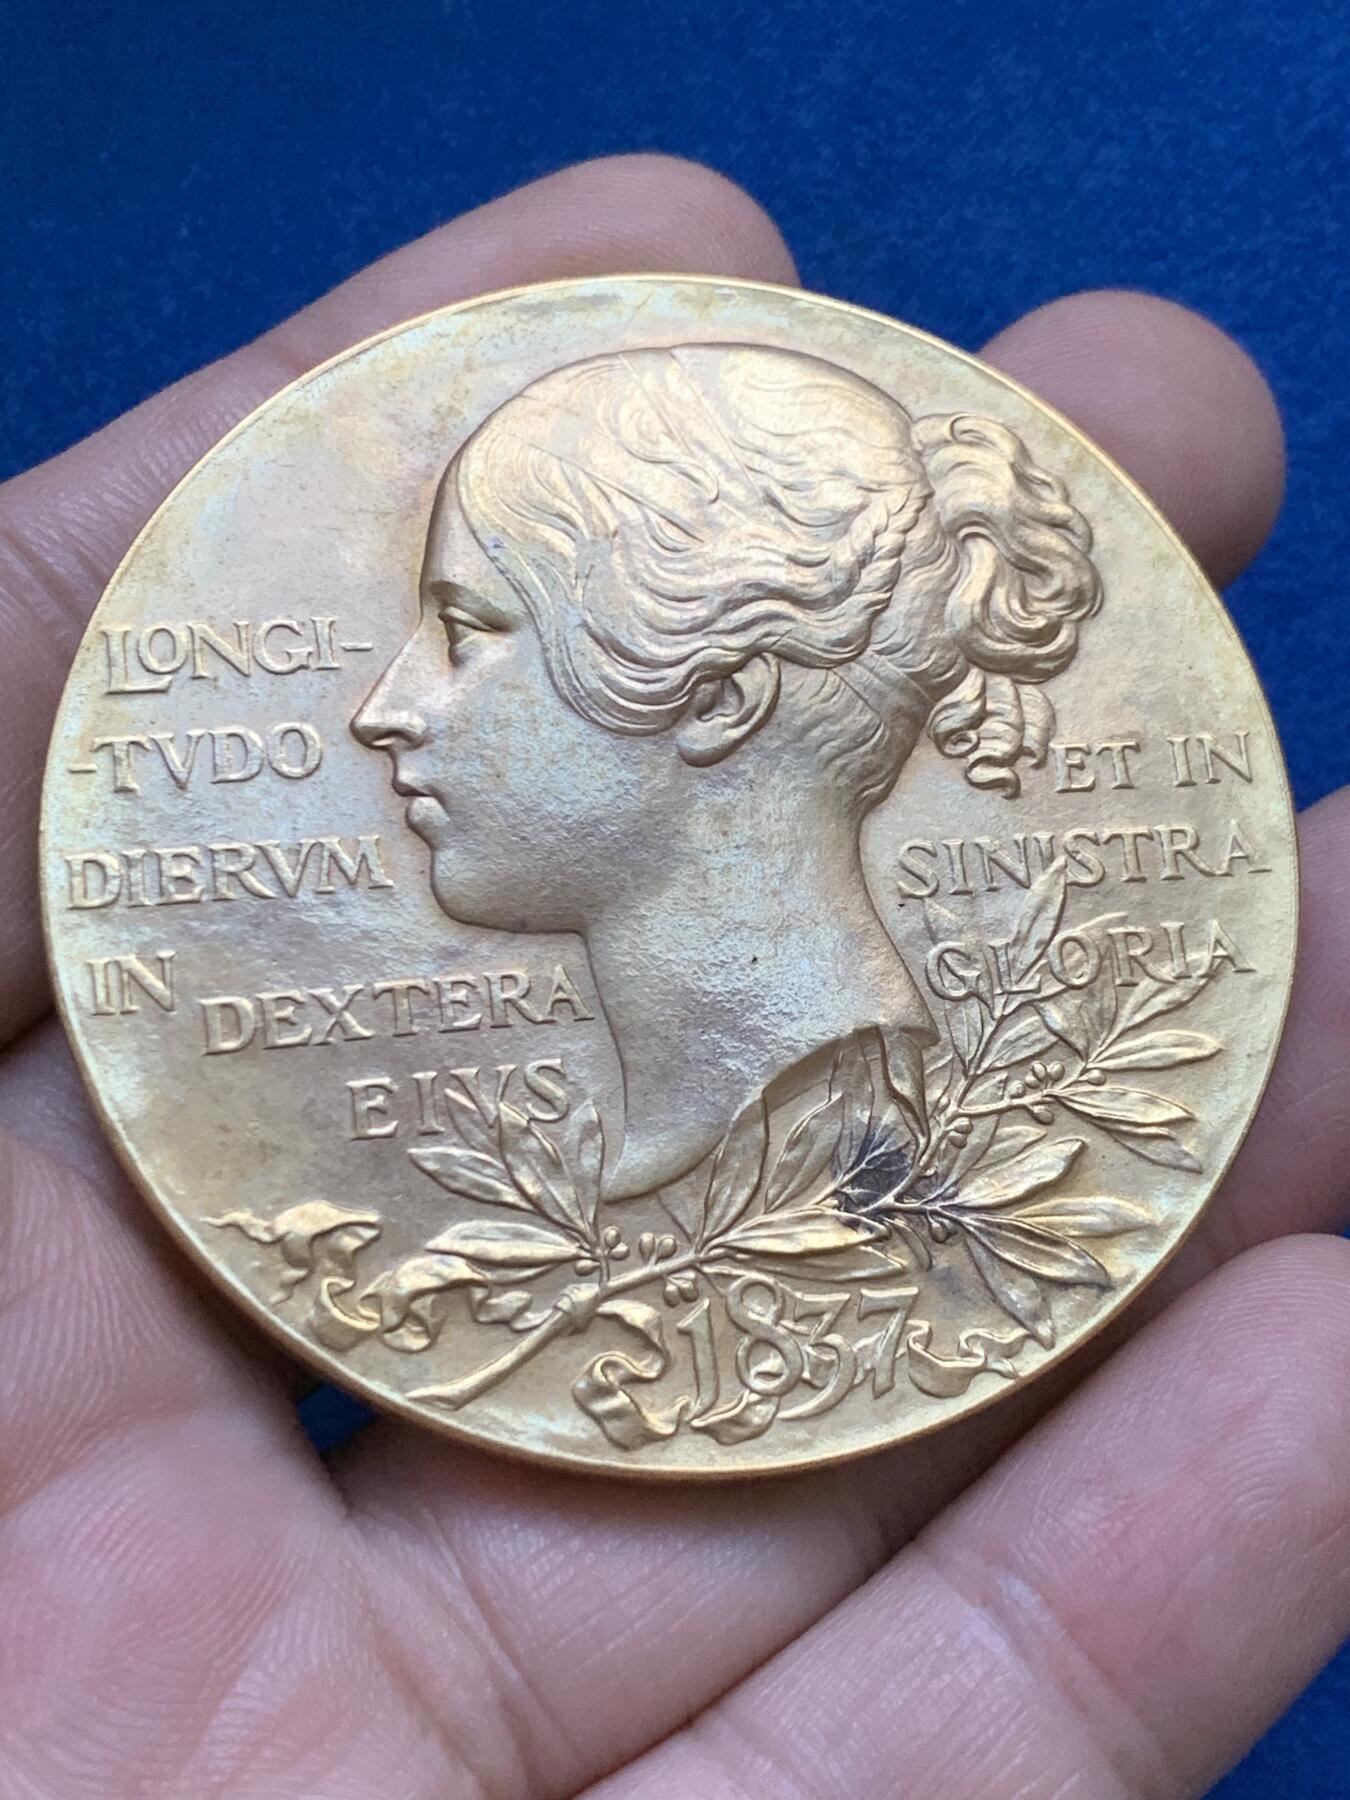 LONGI-
-TVDO
DIERVM
IN DEXTERA
EIVS
ET IN
SINISTRA
GLORIA
1837